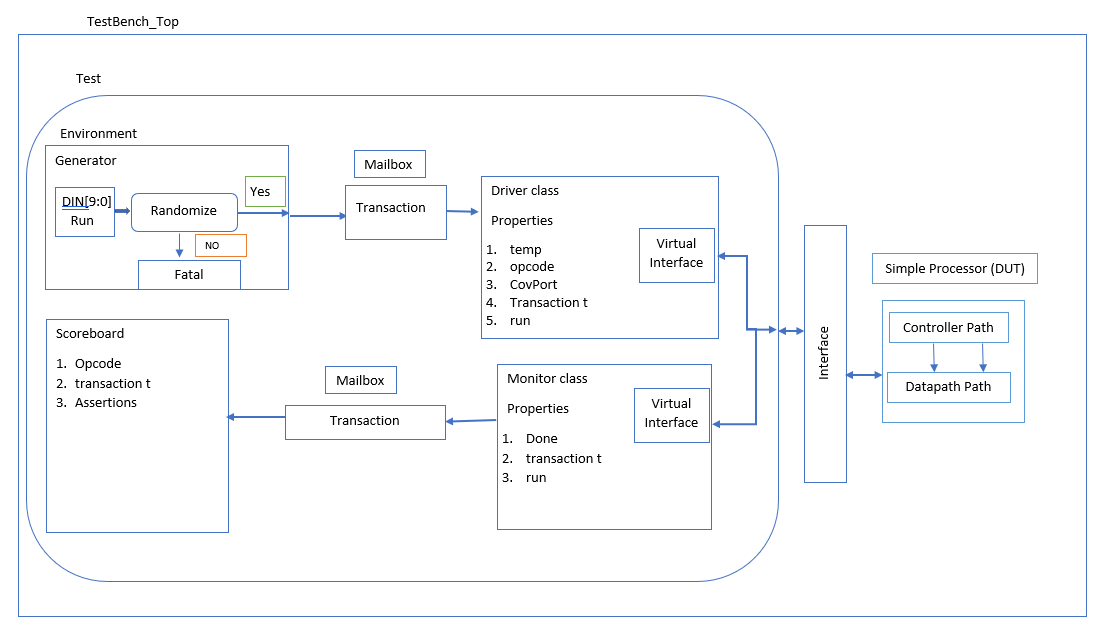 TestBench_Top
Test
Environment
Generator
DIN[9:0]
Run
Randomize
Yes
NO
Fatal
Mailbox
Transaction
Driver class
Properties
1. temp
2. opcode
3. CovPort
4. Transaction t
5. run
Virtual
Interface
Interface
Simple Processor (DUT)
Controller Path
Datapath Path
Scoreboard
1. Opcode
2. transaction t
3. Assertions
Mailbox
Transaction
Monitor class
Properties
1. Done
2. transaction t
3. run
Virtual
Interface